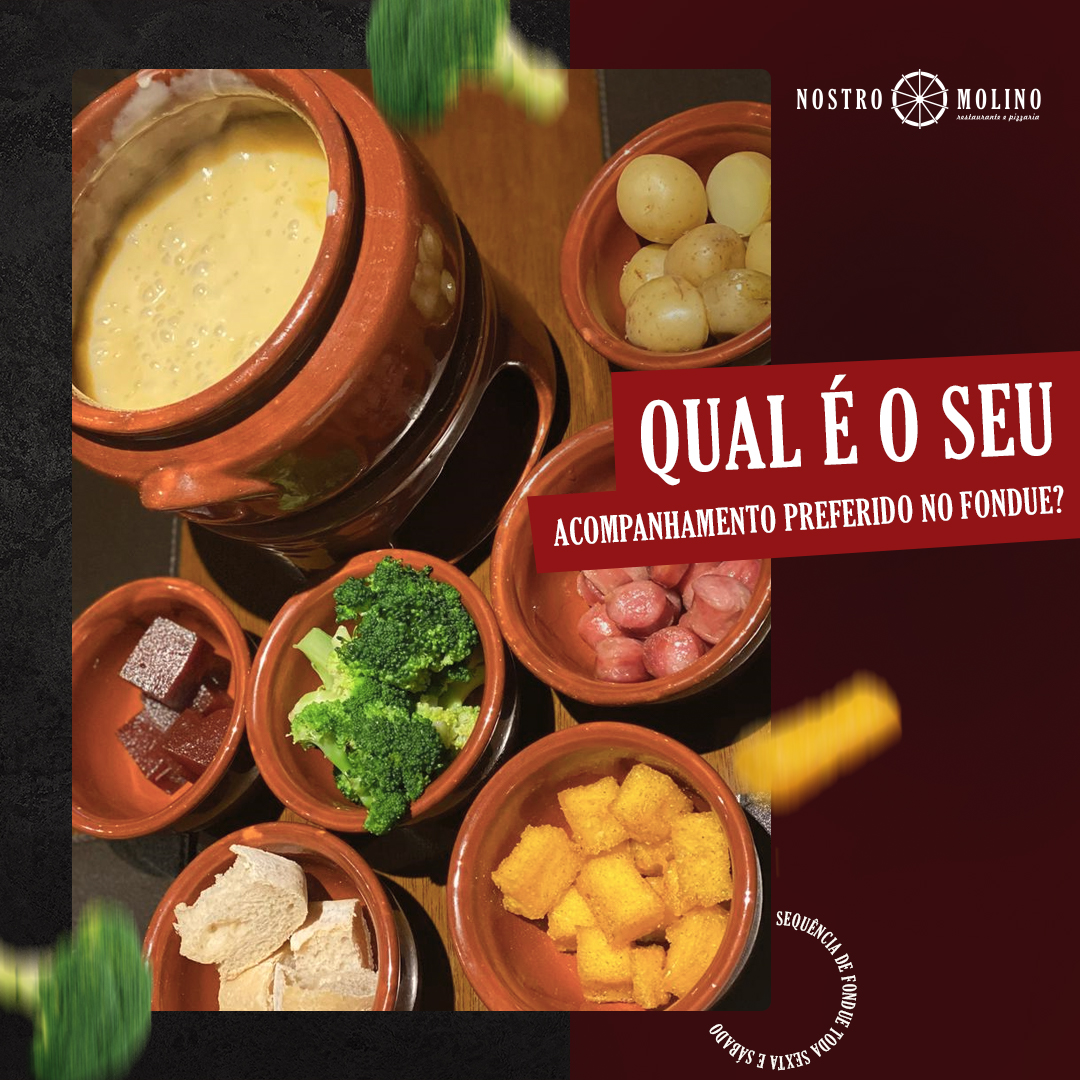 NOSTRO MOLINO
restaurante e pizzaria
QUAL É O SEU
ACOMPANHAMENTO PREFERIDO NO FONDUE?
SEQUÊNCIA DE FONDUE TODA SEXTA E SÁBADO